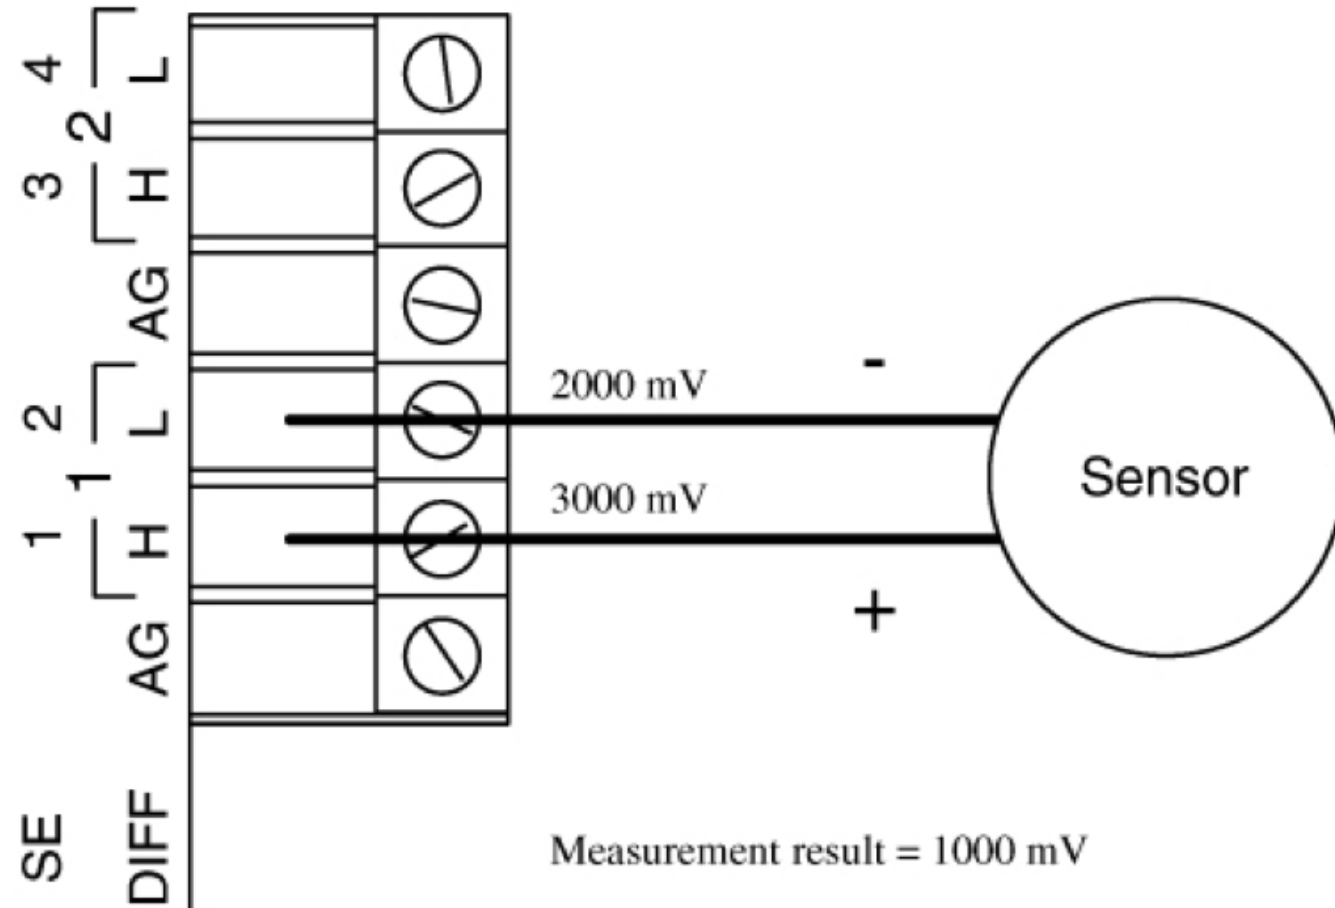 4
L
2
3
H
AG
2
L
2000 mV
-
1
Sensor
1
H
3000 mV
+
AG
SE
DIFF
Measurement result = 1000 mV